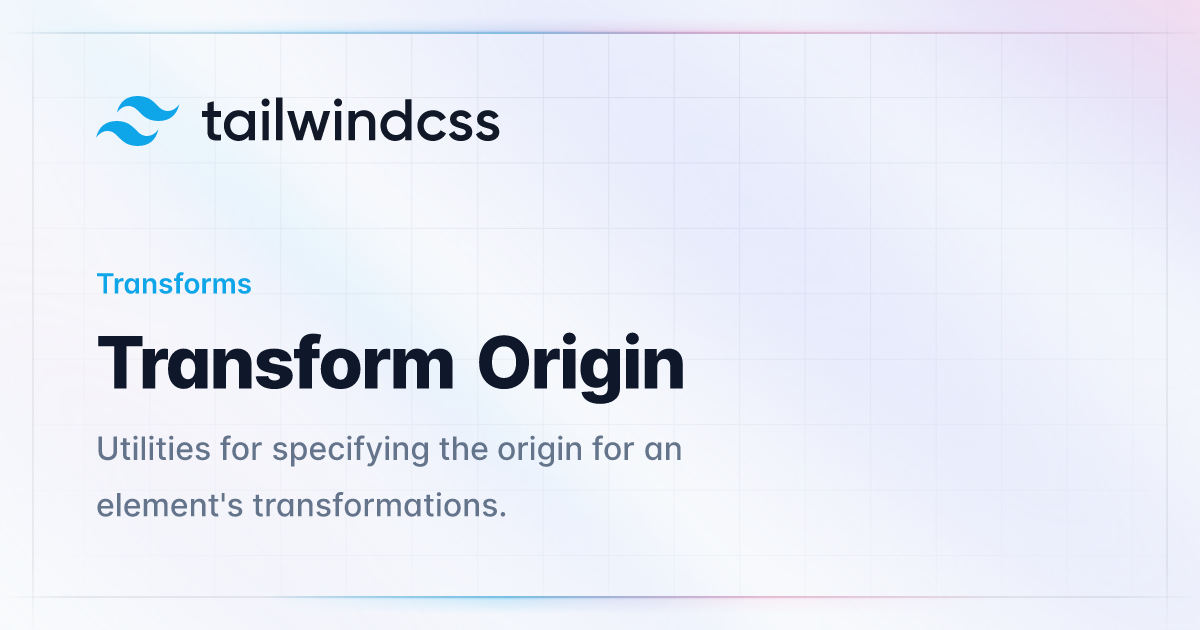 tailwindcss
Transforms
Transform Origin
Utilities for specifying the origin for an
element's transformations.